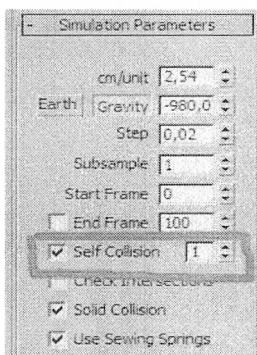 - Simulation Parameters
cm/unit 2,54
Earth Gravity -980,0
Step 0,02
Subsample 1
Start Frame 0
End Frame 100
Self Collision 1
Check Intersections
Solid Collision
Use Sewing Springs